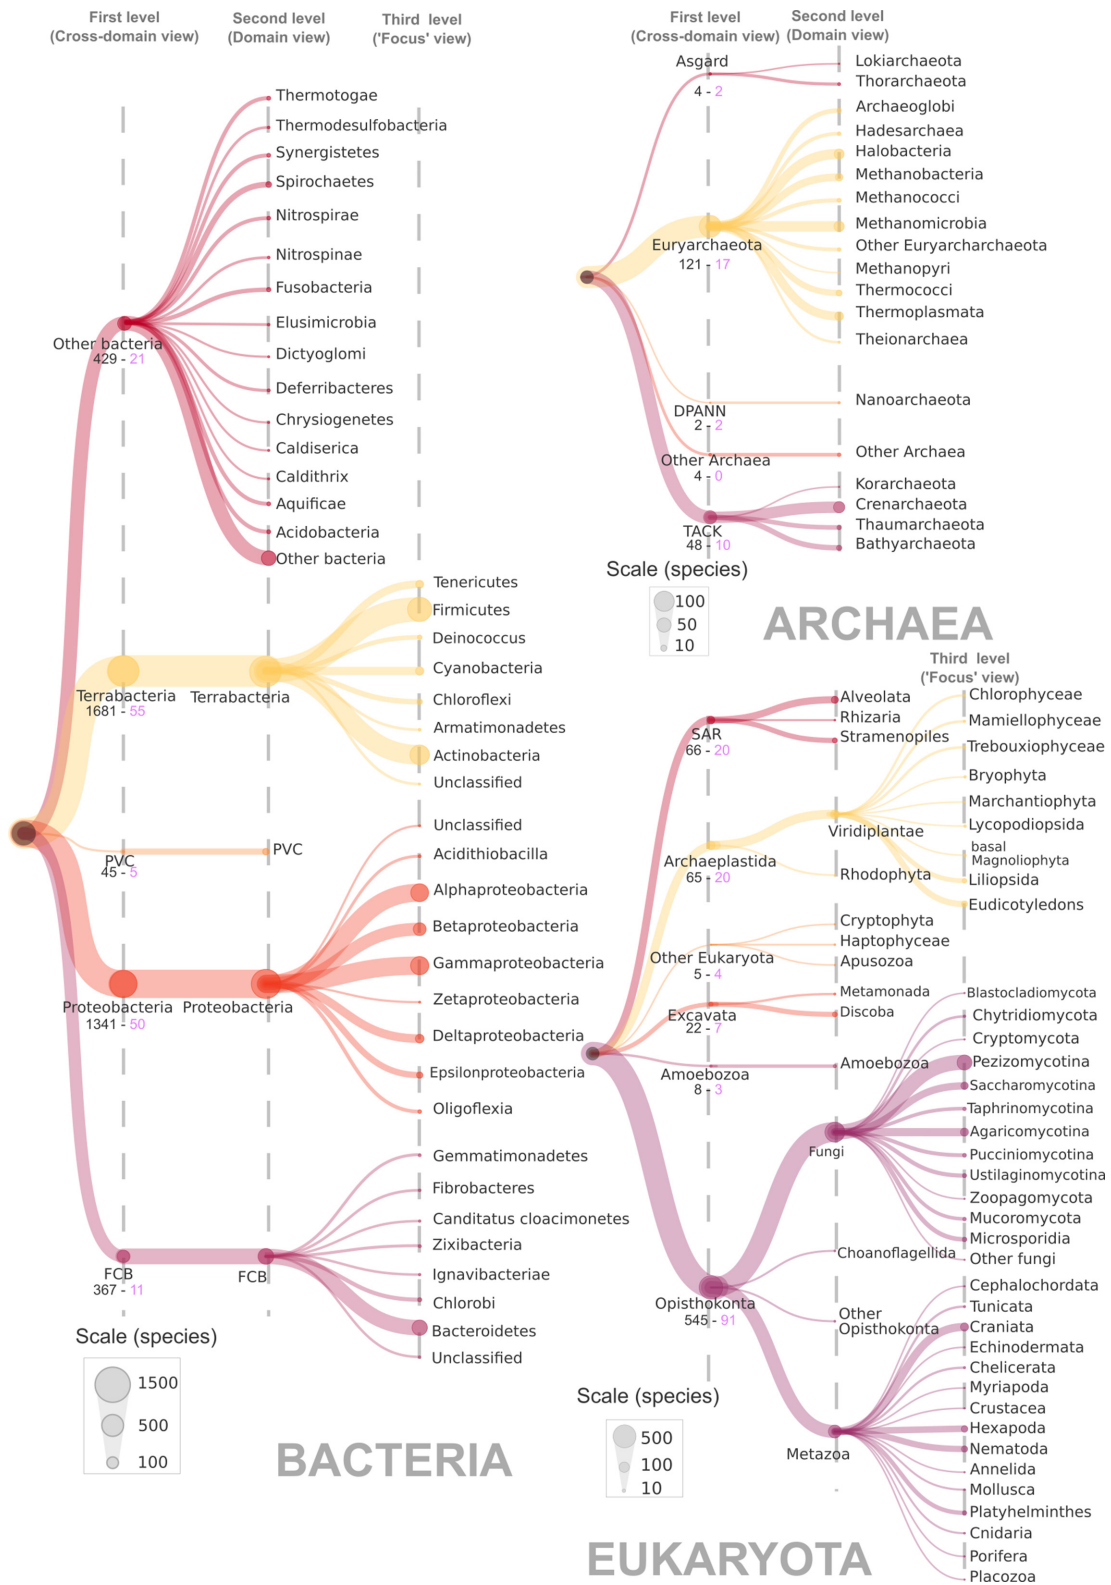 First level
(Cross-domain view)
Second level
(Domain view)
Third level
('Focus' view)
Thermotogae
Thermodesulfobacteria
Synergistetes
Spirochaetes
Nitrospirae
Nitrospinae
Fusobacteria
Elusimicrobia
Dictyoglomi
Deferribacteres
Chrysiogenetes
Caldiserica
Caldithrix
Aquificae
Acidobacteria
Other bacteria
Other bacteria
429 - 21
Tenericutes
Firmicutes
Deinococcus
Cyanobacteria
Chloroflexi
Armatimonadetes
Actinobacteria
Unclassified
Terrabacteria
1681 - 55
Terrabacteria
PVC
45 - 5
PVC
Unclassified
Acidithiobacilla
Alphaproteobacteria
Betaproteobacteria
Gammaproteobacteria
Zetaproteobacteria
Deltaproteobacteria
Epsilonproteobacteria
Oligoflexia
Proteobacteria
1341 - 50
Proteobacteria
Gemmatimonadetes
Fibrobacteres
Canditatus cloacimonetes
Zixibacteria
Ignavibacteriae
Chlorobi
Bacteroidetes
Unclassified
FCB
367 - 11
FCB
Scale (species)
1500
500
100
BACTERIA
First level
(Cross-domain view)
Second level
(Domain view)
Asgard
4 - 2
Lokiarchaeota
Thorarchaeota
Archaeoglobi
Hadesarchaea
Halobacteria
Methanobacteria
Methanococci
Methanomicrobia
Other Euryarcharchaeota
Methanopyri
Thermococci
Thermoplasmata
Theionarchaea
Euryarchaeota
121 - 17
DPANN
2 - 2
Nanoarchaeota
Other Archaea
4 - 0
Other Archaea
Korarchaeota
Crenarchaeota
Thaumarchaeota
Bathyarchaeota
TACK
48 - 10
Scale (species)
100
50
10
ARCHAEA
Third level
('Focus' view)
SAR
66 - 20
Alveolata
Rhizaria
Stramenopiles
Chlorophyceae
Mamiellophyceae
Trebouxiophyceae
Bryophyta
Marchantiophyta
Lycopodiopsida
basal
Magnoliophyta
Liliopsida
Eudicotyledons
Viridiplantae
Archaeplastida
65 - 20
Rhodophyta
Cryptophyta
Haptophyceae
Apusozoa
Other Eukaryota
5 - 4
Metamonada
Discoba
Excavata
22 - 7
Amoebozoa
8 - 3
Amoebozoa
Blastocladiomycota
Chytridiomycota
Cryptomycota
Pezizomycotina
Saccharomycotina
Taphrinomycotina
Agaricomycotina
Pucciniomycotina
Ustilaginomycotina
Zoopagomycota
Mucoromycota
Microsporidia
Other fungi
Fungi
Choanoflagellida
Opisthokonta
545 - 91
Other
Opisthokonta
Cephalochordata
Tunicata
Craniata
Echinodermata
Chelicerata
Myriapoda
Crustacea
Hexapoda
Nematoda
Annelida
Mollusca
Platyhelminthes
Cnidaria
Porifera
Placozoa
Metazoa
Scale (species)
500
100
10
EUKARYOTA